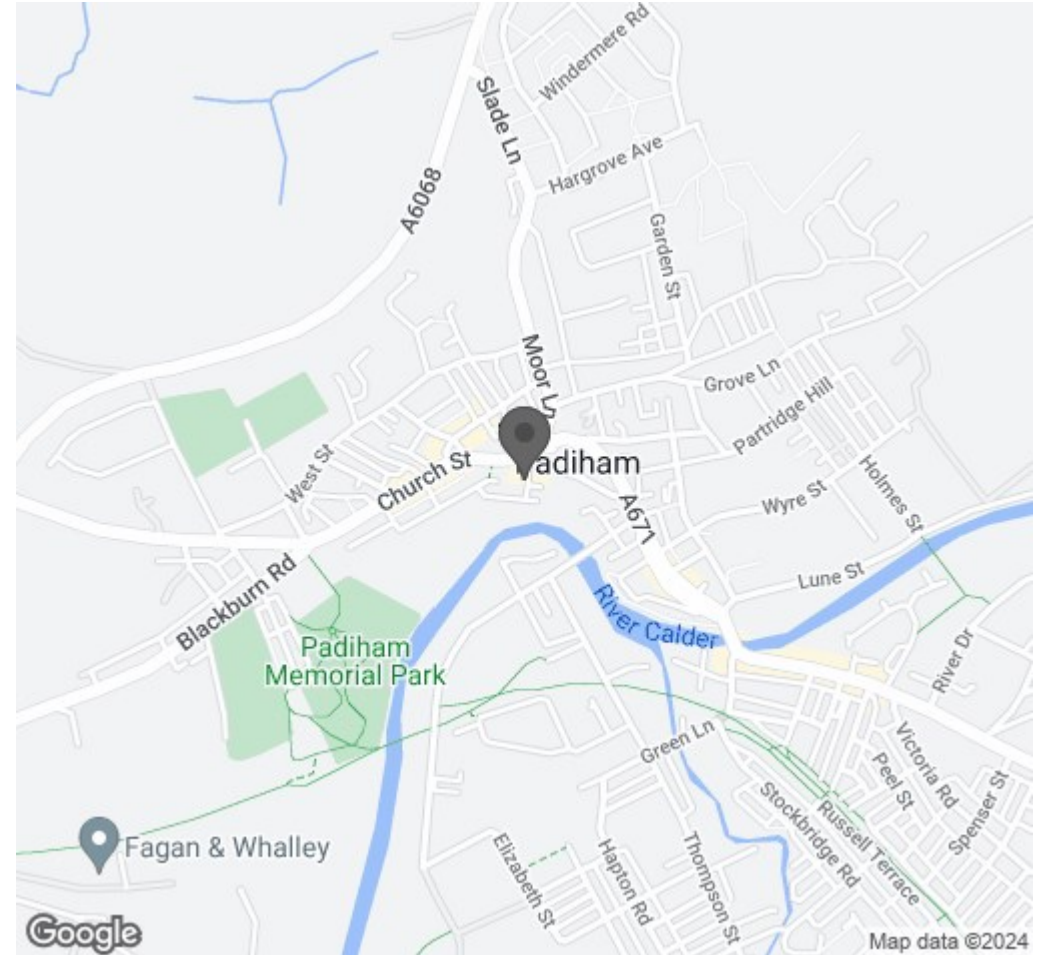 Windermere Rd
Slade Ln
Hargrove Ave
A6068
Garden St
Moor Ln
Grove Ln
Partridge Hill
West St
Church St
Padiham
A671
Holmes St
Wyre St
Blackburn Rd
Lune St
River Calder
Padiham
Memorial Park
River Dr
Green Ln
Victoria Rd
Peel St
Spenser St
Stockbridge Rd
Russell Terrace
Fagan & Whalley
Elizabeth St
Hapton Rd
Thompson St
Google
Map data ©2024